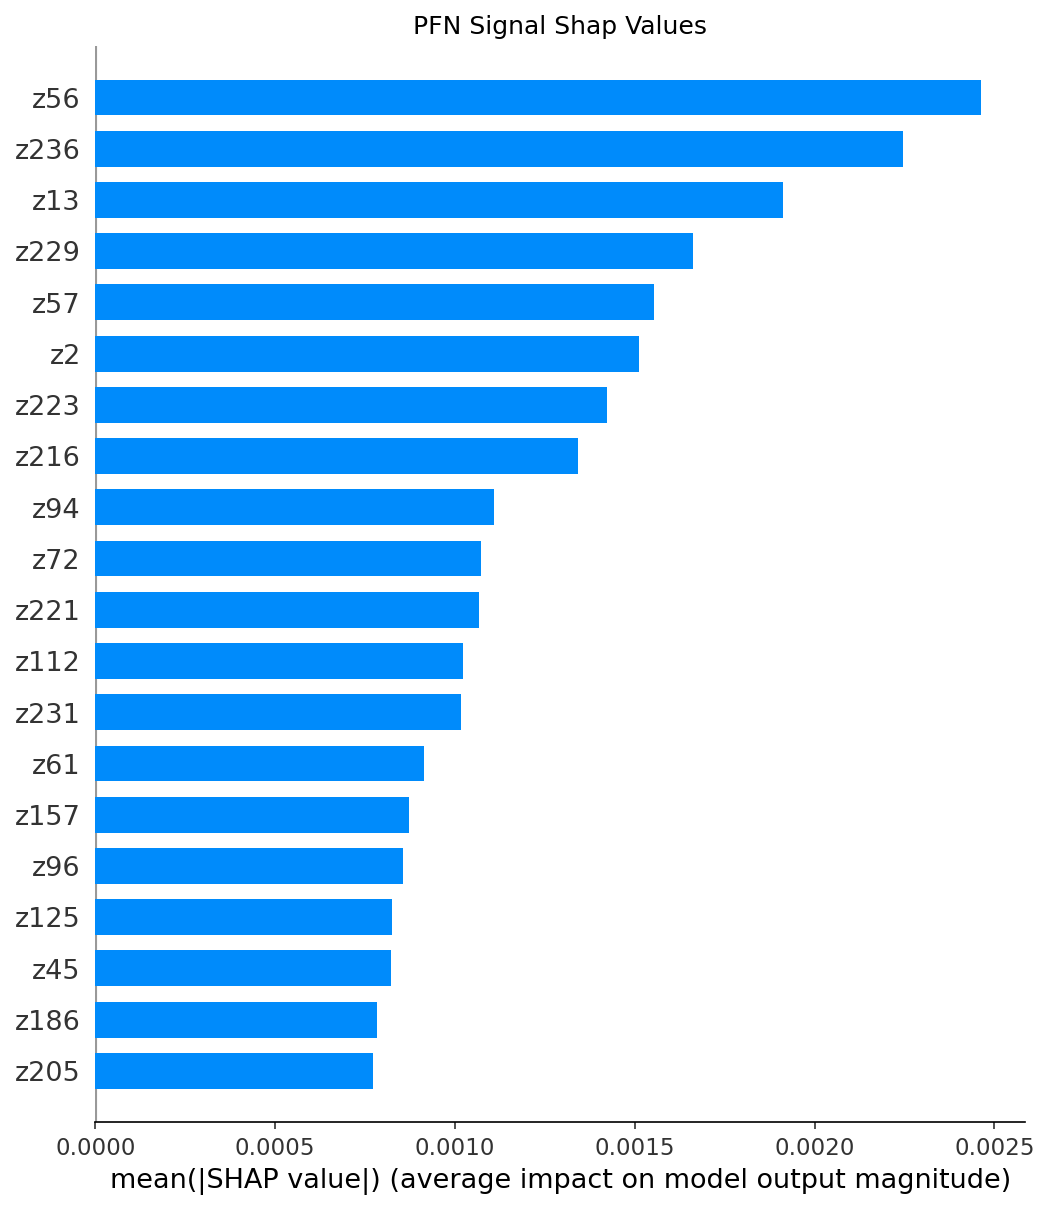 PFN Signal Shap Values
z56
z236
z13
z229
z57
z2
z223
z216
z94
z72
z221
z112
z231
z61
z157
z96
z125
z45
z186
z205
0.0000 0.0005 0.0010 0.0015 0.0020 0.0025
mean(|SHAP value|) (average impact on model output magnitude)